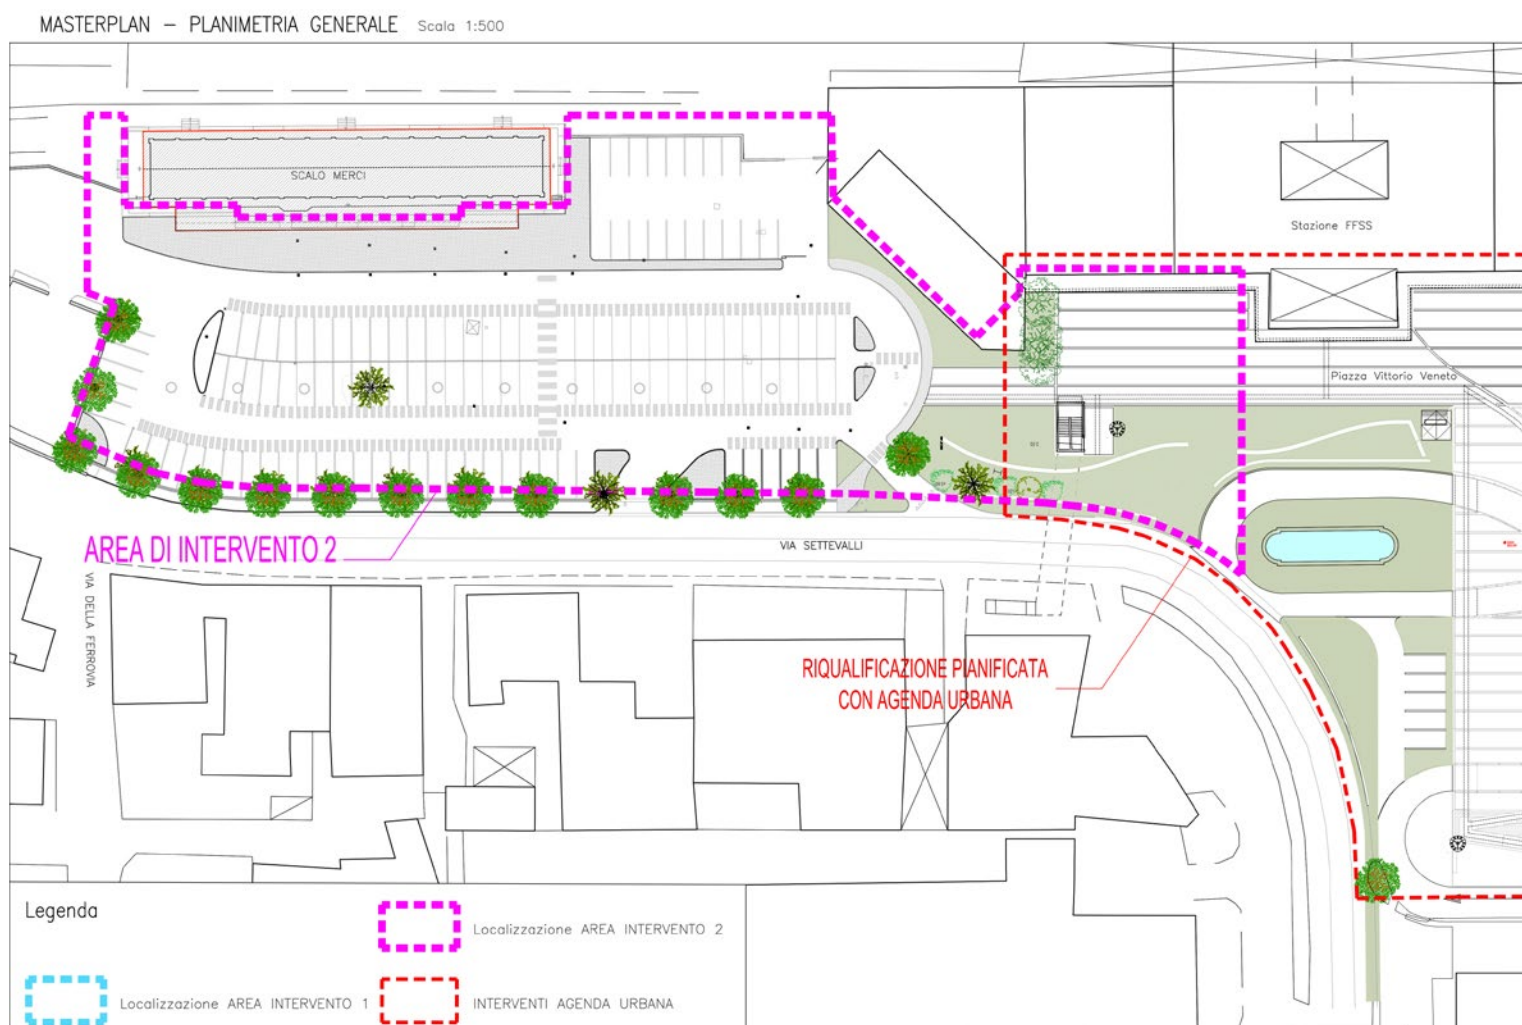 MASTERPLAN – PLANIMETRIA GENERALE Scala 1:500
SCALO MERCI
Stazione FFSS
Piazza Vittorio Veneto
AREA DI INTERVENTO 2
VIA SETTEVALLI
VIA DELLA FERROVIA
RIQUALIFICAZIONE PIANIFICATA
CON AGENDA URBANA
Legenda
Localizzazione AREA INTERVENTO 2
Localizzazione AREA INTERVENTO 1
INTERVENTI AGENDA URBANA